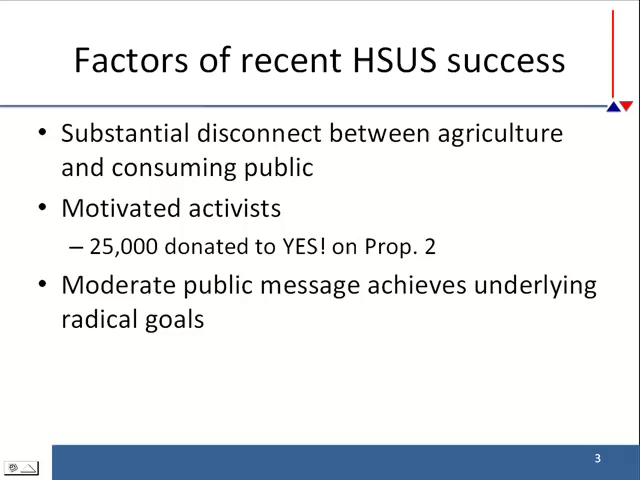 Factors of recent HSUS success
• Substantial disconnect between agriculture
and consuming public
• Motivated activists
– 25,000 donated to YES! on Prop. 2
• Moderate public message achieves underlying
radical goals
3